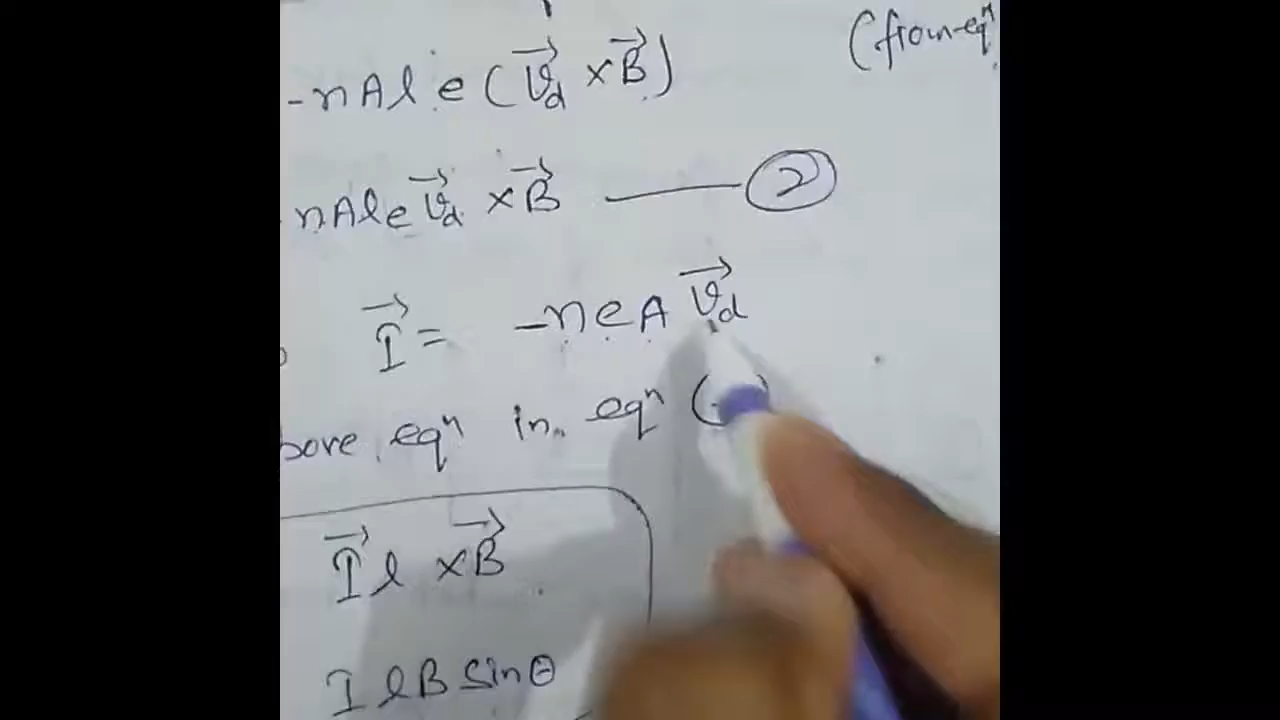 (from eqⁿ
-nAle(V⃗d × B⃗)
nAle V⃗d × B⃗ —— ②
I⃗ = -neA V⃗d
bove eqⁿ in eqⁿ (
I⃗l × B⃗
IlB sinθ